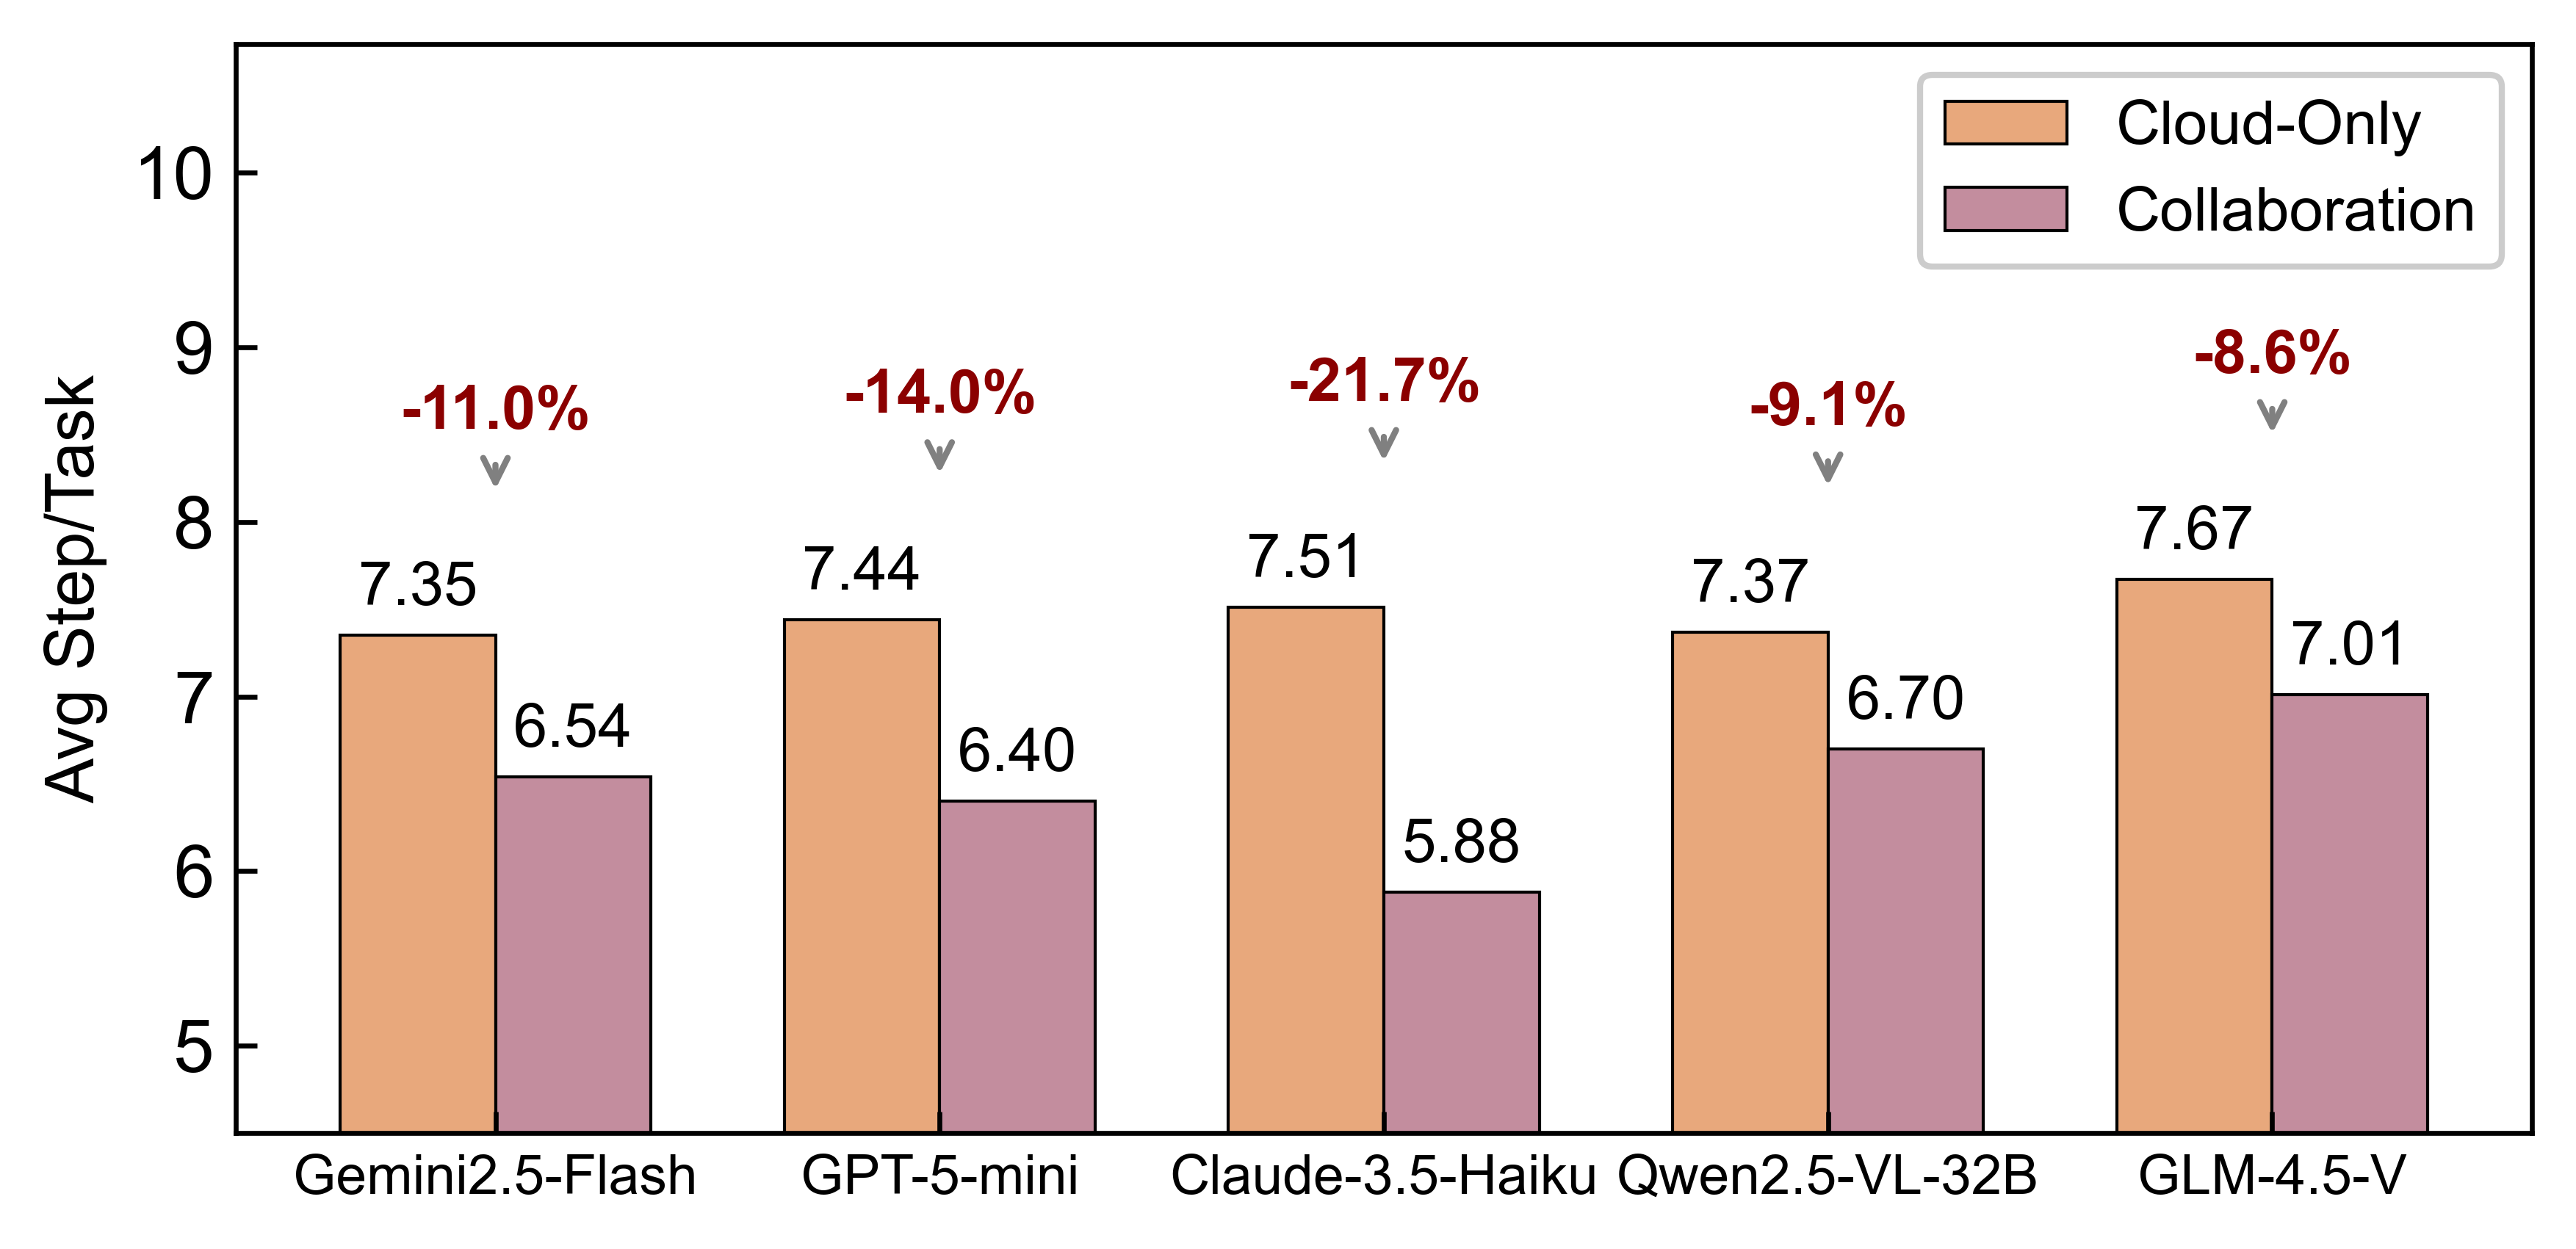 Cloud-Only
Collaboration
Avg Step/Task
10
9
8
7
6
5
-11.0%
-14.0%
-21.7%
-9.1%
-8.6%
7.35
6.54
7.44
6.40
7.51
5.88
7.37
6.70
7.67
7.01
Gemini2.5-Flash
GPT-5-mini
Claude-3.5-Haiku
Qwen2.5-VL-32B
GLM-4.5-V